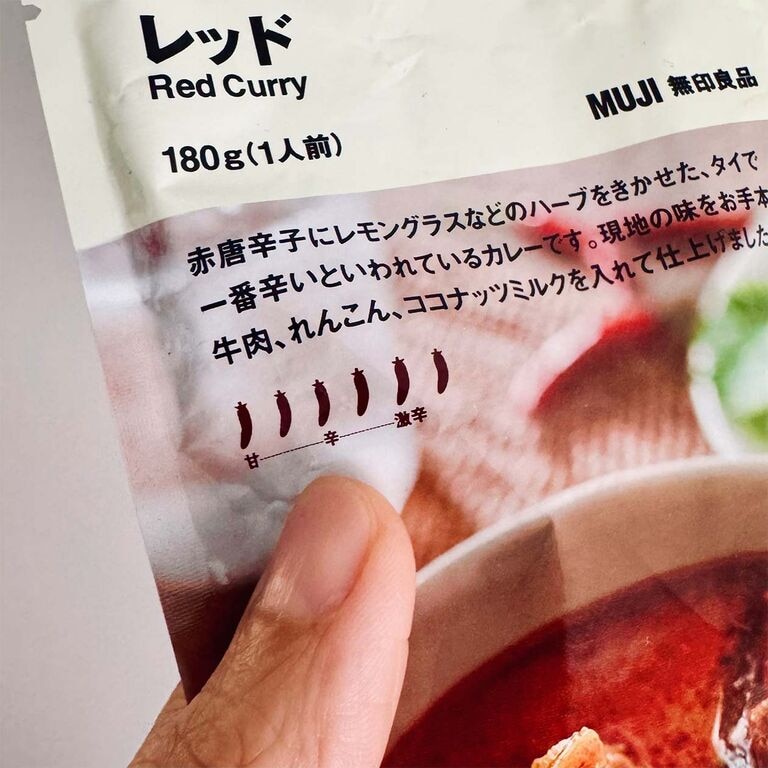 レッド
Red Curry
MUJI 無印良品
180g(1人前)
赤唐辛子にレモングラスなどのハーブをきかせた、タイで
一番辛いといわれているカレーです。現地の味をお手本
牛肉、れんこん、ココナッツミルクを入れて仕上げました
甘 辛 激辛